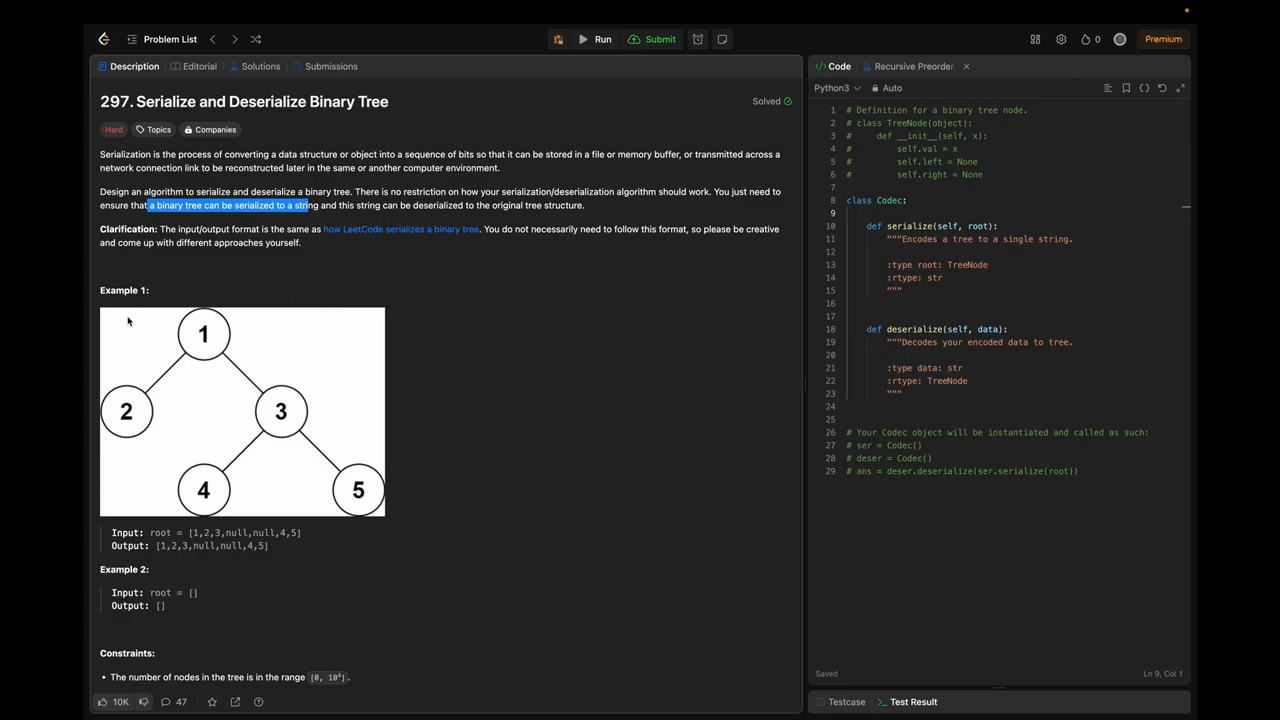 Problem List
Run
Submit
0
Premium
Description
Editorial
Solutions
Submissions
297. Serialize and Deserialize Binary Tree
Solved
Hard
Topics
Companies
Serialization is the process of converting a data structure or object into a sequence of bits so that it can be stored in a file or memory buffer, or transmitted across a
network connection link to be reconstructed later in the same or another computer environment.
Design an algorithm to serialize and deserialize a binary tree. There is no restriction on how your serialization/deserialization algorithm should work. You just need to
ensure that a binary tree can be serialized to a string and this string can be deserialized to the original tree structure.
Clarification: The input/output format is the same as how LeetCode serializes a binary tree. You do not necessarily need to follow this format, so please be creative
and come up with different approaches yourself.
Example 1:
1
2
3
4
5
Input: root = [1,2,3,null,null,4,5]
Output: [1,2,3,null,null,4,5]
Example 2:
Input: root = []
Output: []
Constraints:
• The number of nodes in the tree is in the range [0, 10⁴].
10K
47
Code
Recursive Preorder.
Python3
Auto
1 # Definition for a binary tree node.
2 # class TreeNode(object):
3 #     def __init__(self, x):
4 #         self.val = x
5 #         self.left = None
6 #         self.right = None
7
8 class Codec:
9
10     def serialize(self, root):
11         """Encodes a tree to a single string.
12
13         :type root: TreeNode
14         :rtype: str
15         """
16
17
18     def deserialize(self, data):
19         """Decodes your encoded data to tree.
20
21         :type data: str
22         :rtype: TreeNode
23         """
24
25
26 # Your Codec object will be instantiated and called as such:
27 # ser = Codec()
28 # deser = Codec()
29 # ans = deser.deserialize(ser.serialize(root))
Saved
Ln 9, Col 1
Testcase
Test Result